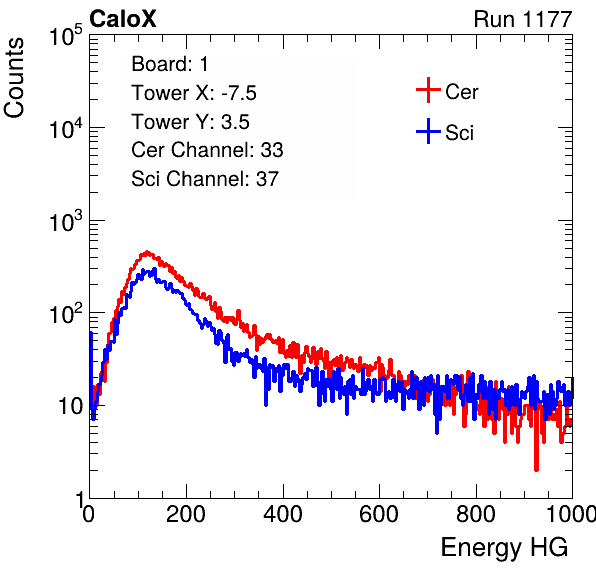 CaloX Run 1177
Counts
10^5
10^4
10^3
10^2
10
1
Board: 1
Tower X: -7.5
Tower Y: 3.5
Cer Channel: 33
Sci Channel: 37
Cer
Sci
0 200 400 600 800 1000
Energy HG